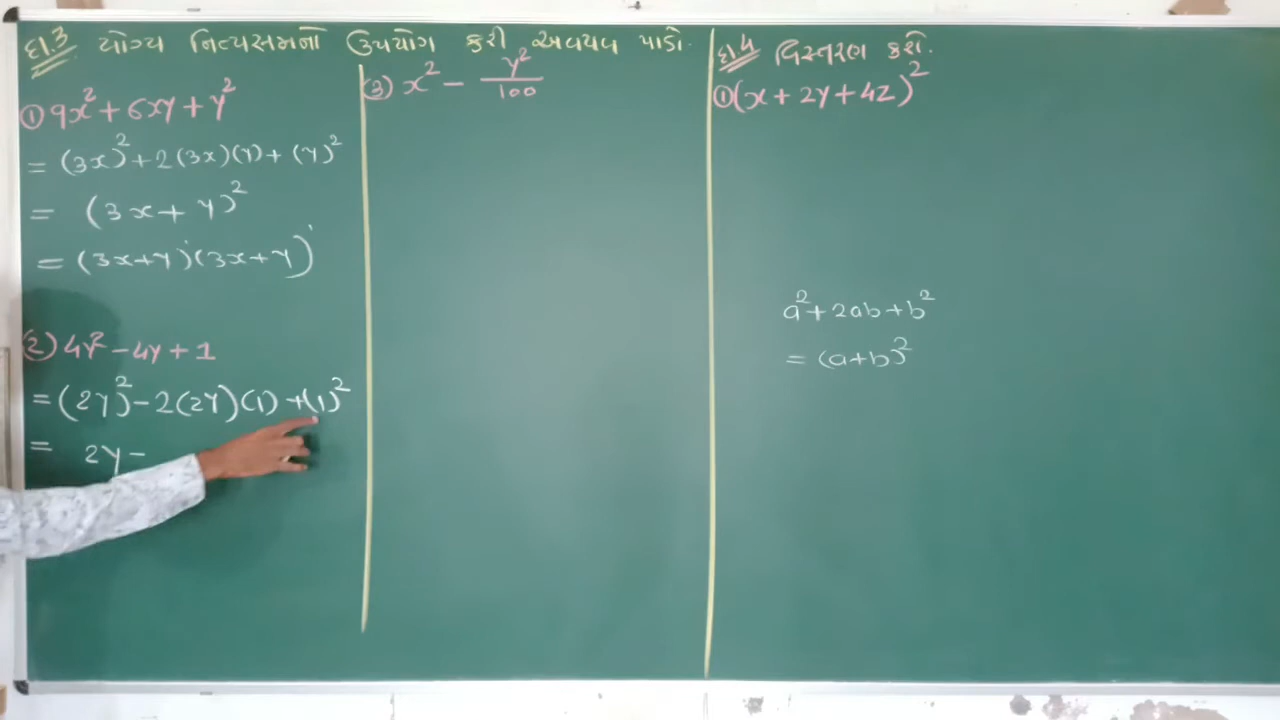 દા.3 યોગ્ય નિત્યસમનો ઉપયોગ કરી અવયવ પાડો.
① 9x² + 6xy + y²
= (3x)² + 2(3x)(y) + (y)²
= (3x + y)²
= (3x+y)(3x+y)
(2) 4y² - 4y + 1
= (2y)² - 2(2y)(1) + (1)²
= 2y -
③ x² - y²/100
દા.4 વિસ્તરણ કરો.
① (x + 2y + 4z)²
a² + 2ab + b²
= (a+b)²